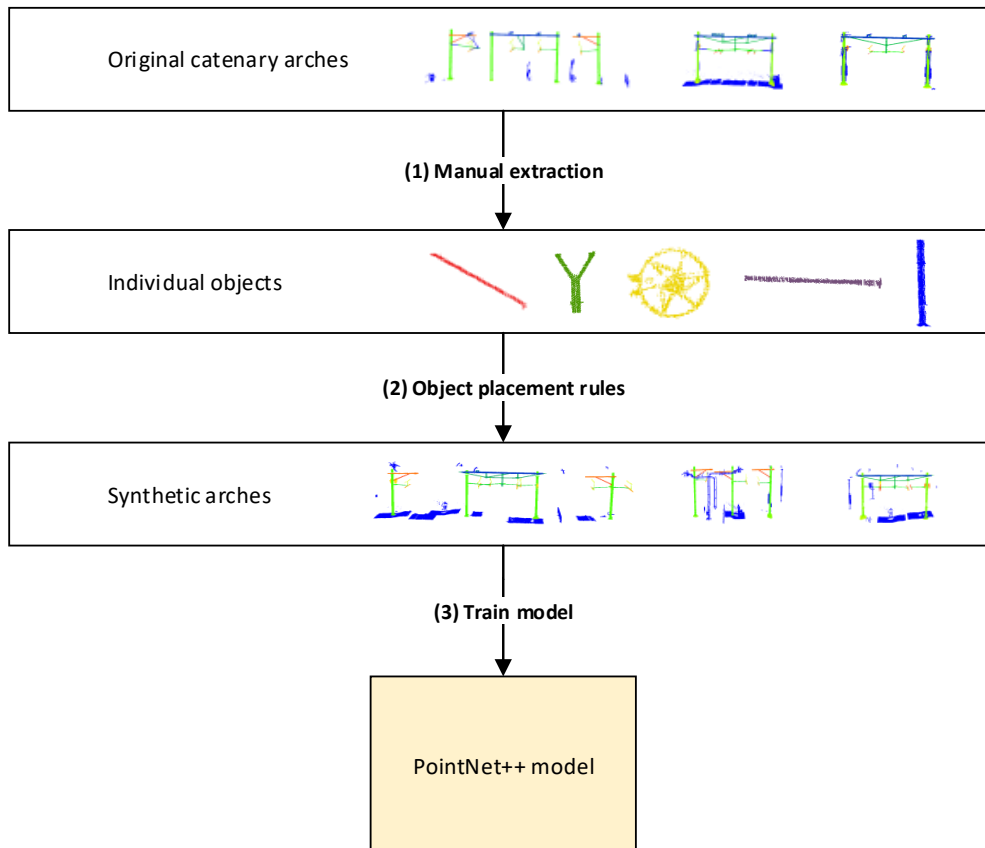 Original catenary arches
(1) Manual extraction
Individual objects
(2) Object placement rules
Synthetic arches
(3) Train model
PointNet++ model